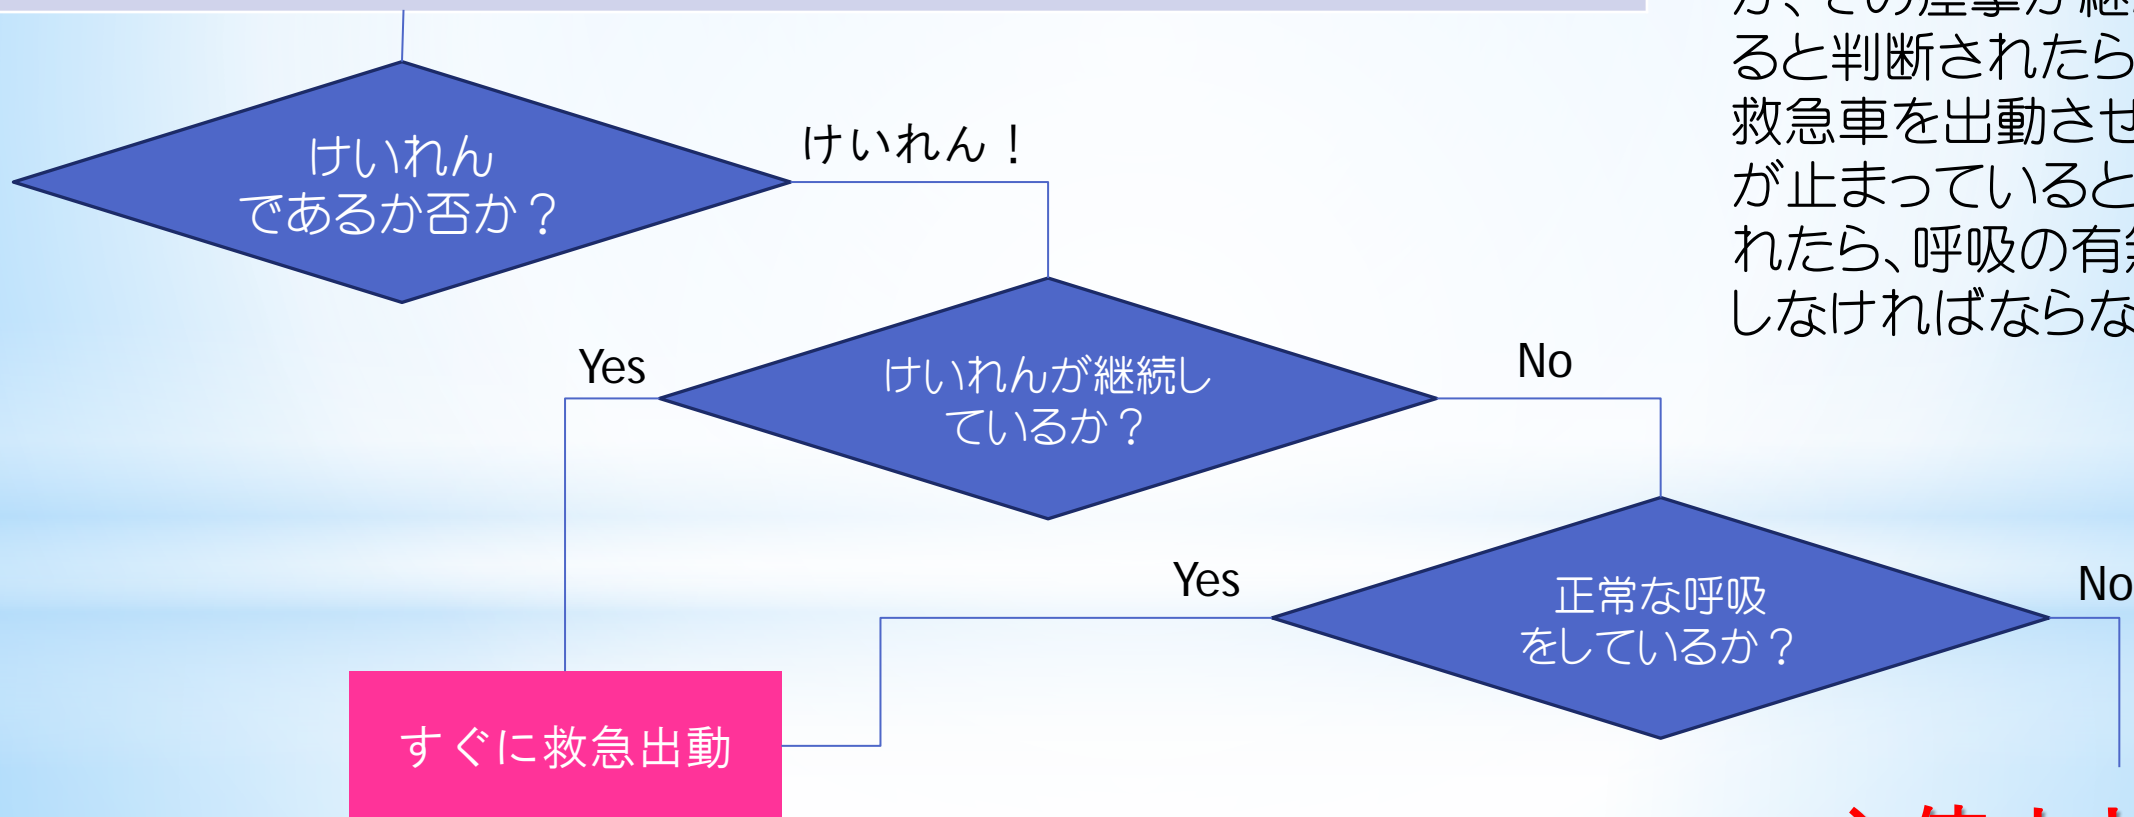 けいれん
であるか否か？
けいれん！
けいれんが継続し
ているか？
Yes
No
正常な呼吸
をしているか？
Yes
No
すぐに救急出動
ると判断されたら
救急車を出動させ
が止まっていると
れたら、呼吸の有無
しなければならな